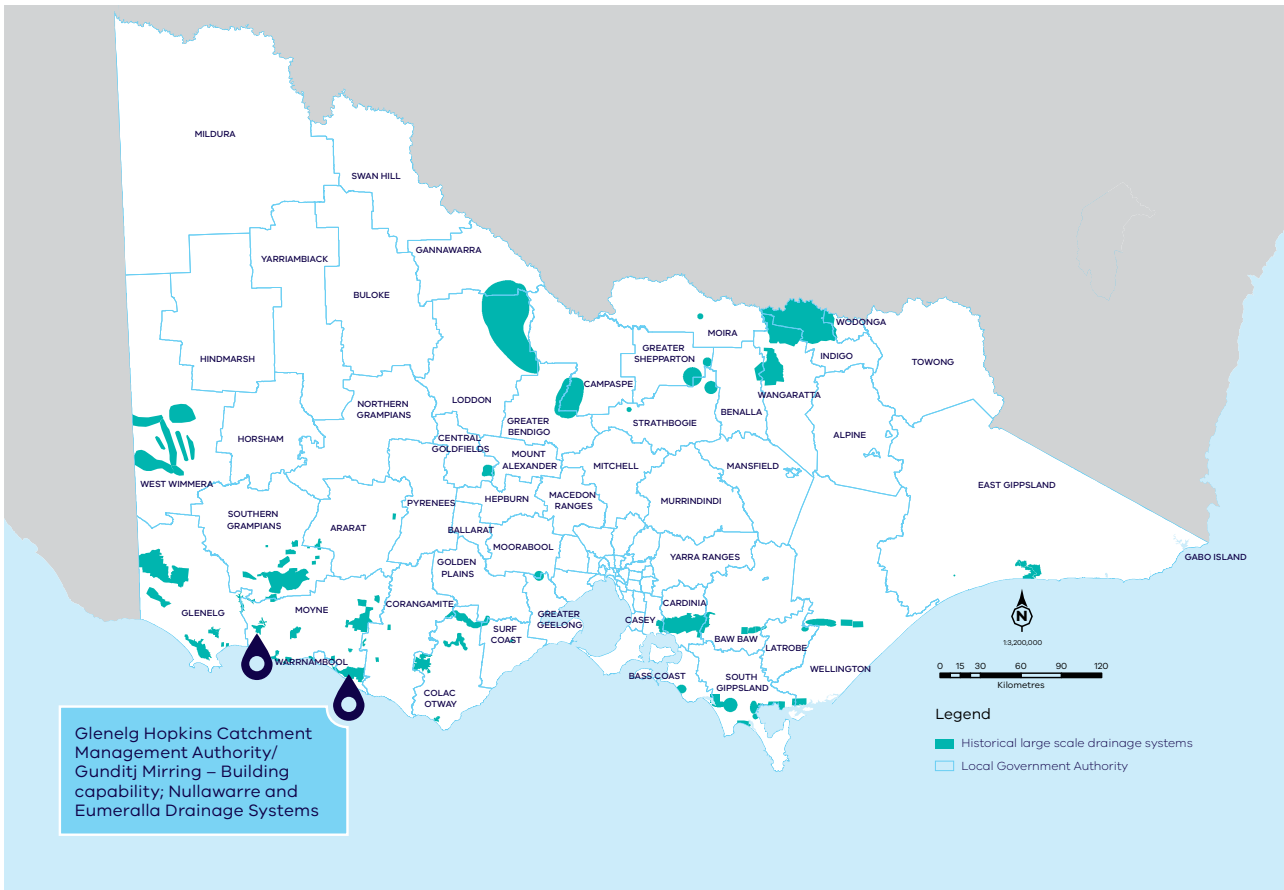 MILDURA
SWAN HILL
GANNAWARRA
YARRIAMBIACK
BULOKE
WODONGA
MOIRA
GREATER
SHEPPARTON
INDIGO
HINDMARSH
TOWONG
CAMPASPE
WANGARATTA
LODDON
NORTHERN
GRAMPIANS
BENALLA
STRATHBOGIE
GREATER
BENGOLD
ALPINE
HORSHAM
CENTRAL
GOLDFIELDS
MOUNT
ALEXANDER
MITCHELL
MANSFIELD
WEST WIMMERA
EAST GIPPSLAND
HEPBURN
MACEDON
RANGES
MURRINDINDI
PYRENEES
SOUTHERN
GRAMPIANS
ARARAT
BALLARAT
MOORABOOL
YARRA RANGES
GABO ISLAND
GOLDEN
PLAINS
CORANGAMITE
MOYNE
GLENELG
CARDINIA
GREATER
GEELONG
CASEY
SURF
COAST
BAW BAW
LATROBE
WARRNAMBOOL
WELLINGTON
BASS COAST
SOUTH
GIPPSLAND
COLAC
OTWAY
N
1:3,200,000
0 15 30 60 90 120
Kilometres
Legend
Historical large scale drainage systems
Local Government Authority
Glenelg Hopkins Catchment
Management Authority/
Gunditj Mirring – Building
capability; Nullawarre and
Eumeralla Drainage Systems